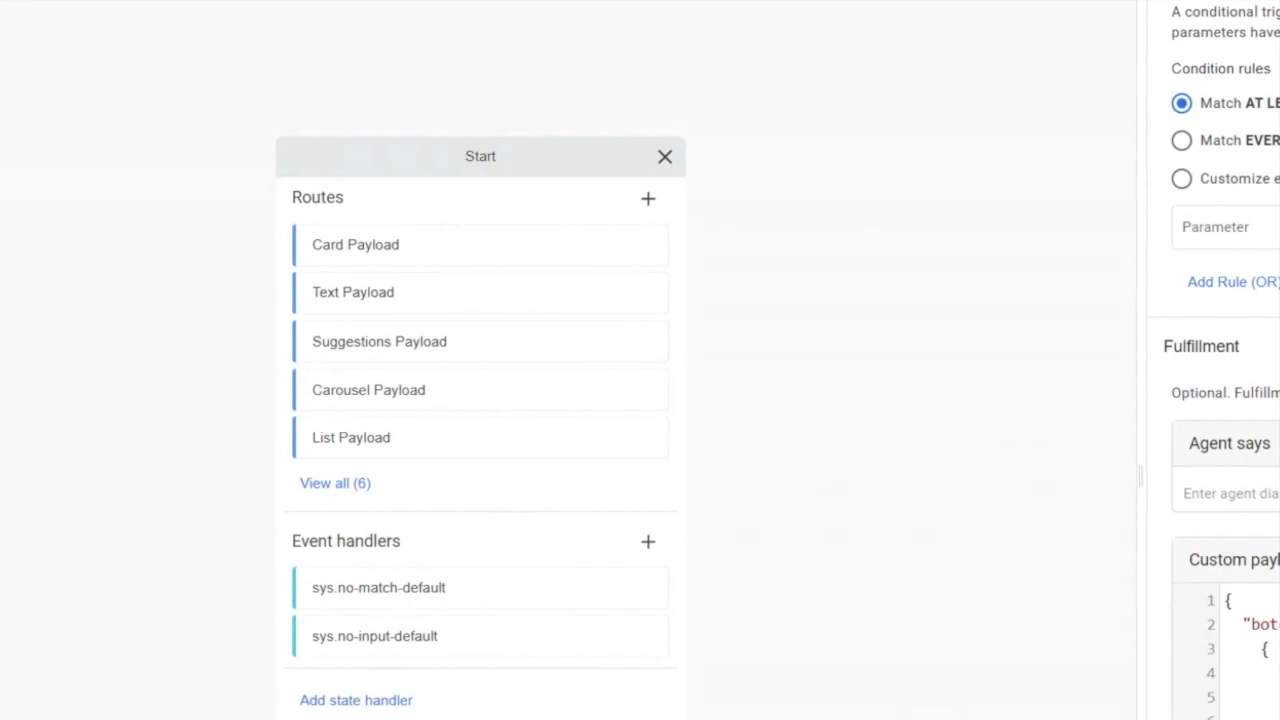 Start
Routes
Card Payload
Text Payload
Suggestions Payload
Carousel Payload
List Payload
View all (6)
Event handlers
sys.no-match-default
sys.no-input-default
Add state handler
A conditional trig
parameters have
Condition rules
Match AT LE
Match EVER
Customize e
Parameter
Add Rule (OR)
Fulfillment
Optional. Fulfillm
Agent says
Enter agent dia
Custom payl
1 {
2 "bot
3 {
4
5